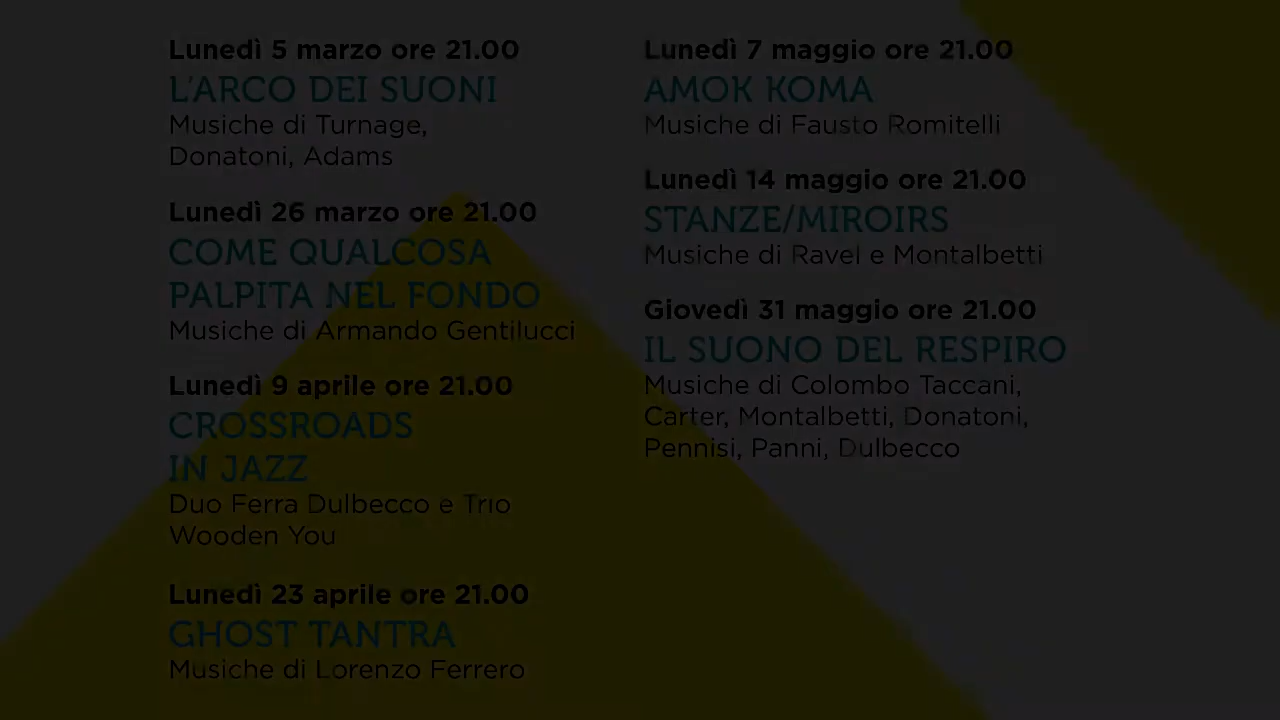 Lunedì 5 marzo ore 21.00
L'ARCO DEI SUONI
Musiche di Turnage,
Donatoni, Adams
Lunedì 26 marzo ore 21.00
COME QUALCOSA
PALPITA NEL FONDO
Musiche di Armando Gentilucci
Lunedì 9 aprile ore 21.00
CROSSROADS
IN JAZZ
Duo Ferra Dulbecco e Trio
Wooden You
Lunedì 23 aprile ore 21.00
GHOST TANTRA
Musiche di Lorenzo Ferrero
Lunedì 7 maggio ore 21.00
AMOK KOMA
Musiche di Fausto Romitelli
Lunedì 14 maggio ore 21.00
STANZE/MIROIRS
Musiche di Ravel e Montalbetti
Giovedì 31 maggio ore 21.00
IL SUONO DEL RESPIRO
Musiche di Colombo Taccani,
Carter, Montalbetti, Donatoni,
Pennisi, Panni, Dulbecco